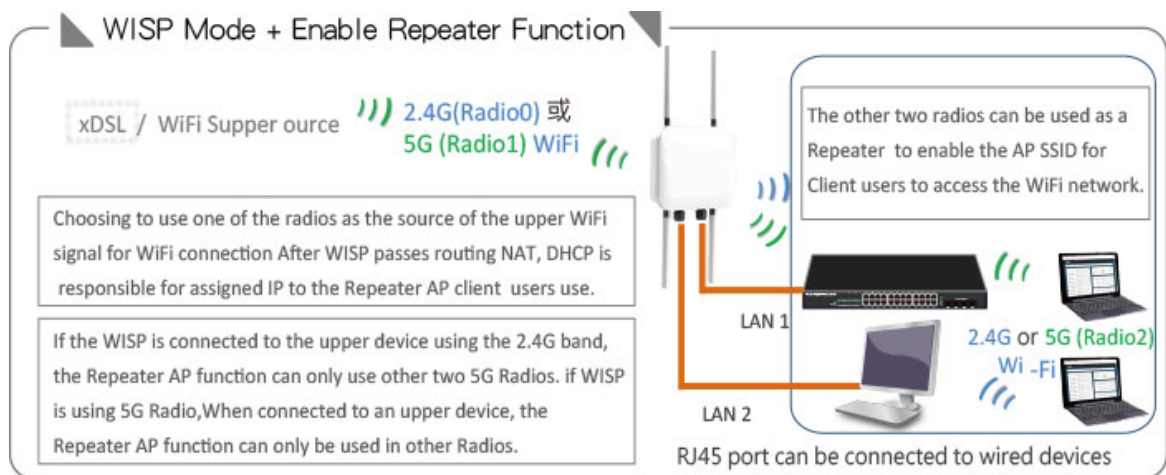 WISP Mode + Enable Repeater Function
xDSL / WiFi Supper ource
2.4G(Radio0) 或
5G (Radio1) WiFi
Choosing to use one of the radios as the source of the upper WiFi
signal for WiFi connection After WISP passes routing NAT, DHCP is
responsible for assigned IP to the Repeater AP client users use.
If the WISP is connected to the upper device using the 2.4G band,
the Repeater AP function can only use other two 5G Radios. if WISP
is using 5G Radio,When connected to an upper device, the
Repeater AP function can only be used in other Radios.
The other two radios can be used as a
Repeater to enable the AP SSID for
Client users to access the WiFi network.
LAN 1
2.4G or 5G (Radio2)
Wi -Fi
LAN 2
RJ45 port can be connected to wired devices